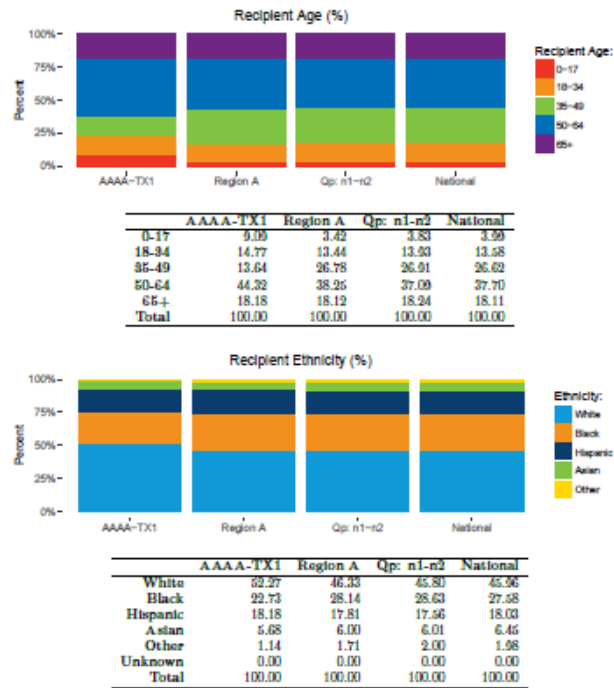 Recipient Age (%)
100%
75%
50%
25%
0%
Percent
AAAA-TX1 Region A Qp: n1-n2 National
Recipient Age:
0-17
18-34
35-49
50-64
65+
AAAA-TX1 Region A Qp: n1-n2 National
0-17 9.09 3.42 3.83 3.99
18-34 14.77 13.44 13.93 13.58
35-49 13.64 26.78 26.91 26.62
50-64 44.32 38.25 37.09 37.70
65+ 18.18 18.12 18.24 18.11
Total 100.00 100.00 100.00 100.00
Recipient Ethnicity (%)
100%
75%
50%
25%
0%
Percent
AAAA-TX1 Region A Qp: n1-n2 National
Ethnicity:
White
Black
Hispanic
Asian
Other
AAAA-TX1 Region A Qp: n1-n2 National
White 52.27 46.33 45.80 45.96
Black 22.73 28.14 28.63 27.58
Hispanic 18.18 17.81 17.56 18.03
Asian 5.68 6.00 6.01 6.45
Other 1.14 1.71 2.00 1.98
Unknown 0.00 0.00 0.00 0.00
Total 100.00 100.00 100.00 100.00